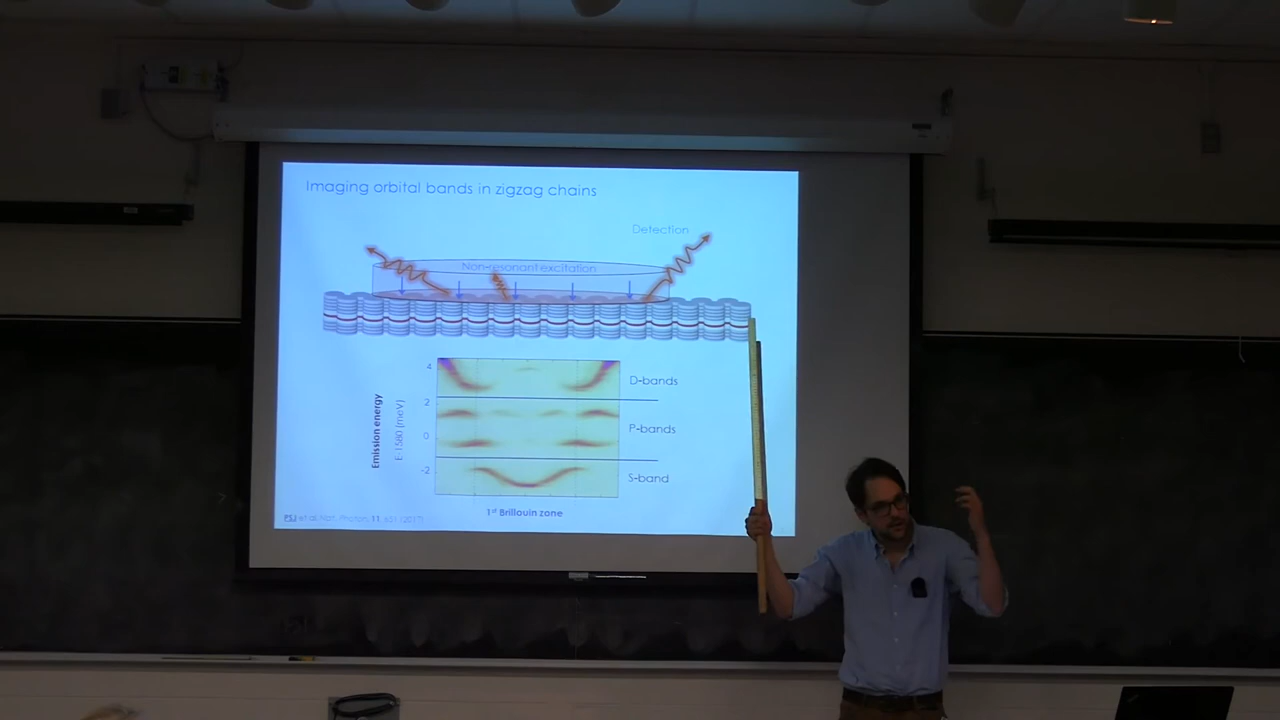 Imaging orbital bands in zigzag chains
Detection
Non-resonant excitation
4
2
0
-2
Emission energy
E-1580 (meV)
D-bands
P-bands
S-band
1st Brillouin zone
et al. Nat. Photon. 11, 651 (2017)